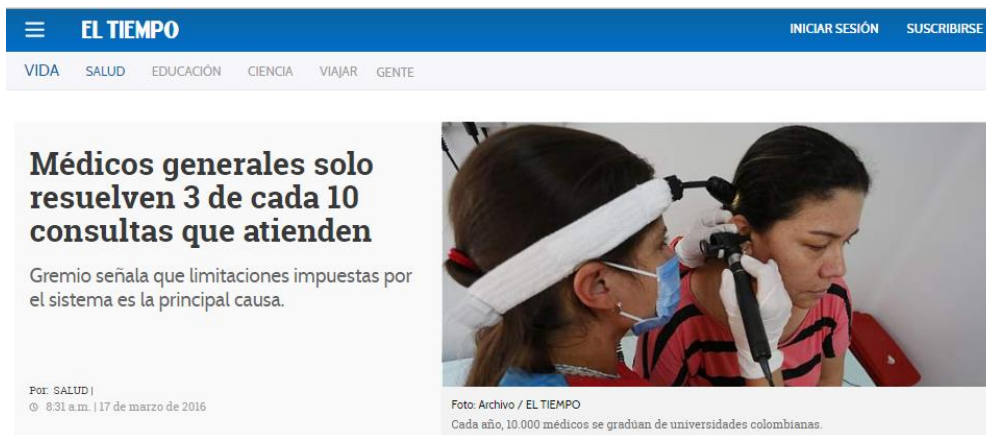 EL TIEMPO
INICIAR SESIÓN SUSCRIBIRSE
VIDA SALUD EDUCACIÓN CIENCIA VIAJAR GENTE
Médicos generales solo
resuelven 3 de cada 10
consultas que atienden
Gremio señala que limitaciones impuestas por
el sistema es la principal causa.
Por: SALUD |
8:31 a.m. | 17 de marzo de 2016
Foto: Archivo / EL TIEMPO
Cada año, 10.000 médicos se gradúan de universidades colombianas.